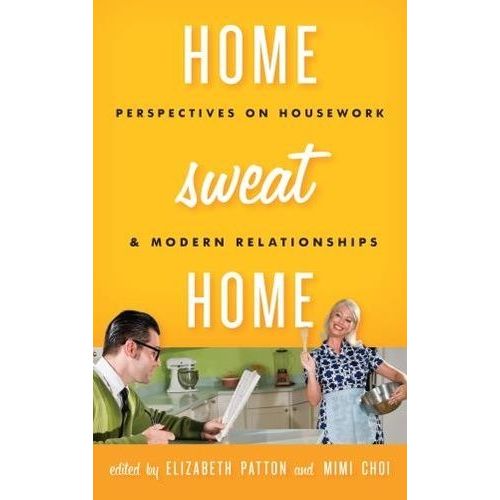 HOME
PERSPECTIVES ON HOUSEWORK
sweat
& MODERN RELATIONSHIPS
HOME
edited by ELIZABETH PATTON and MIMI CHOI